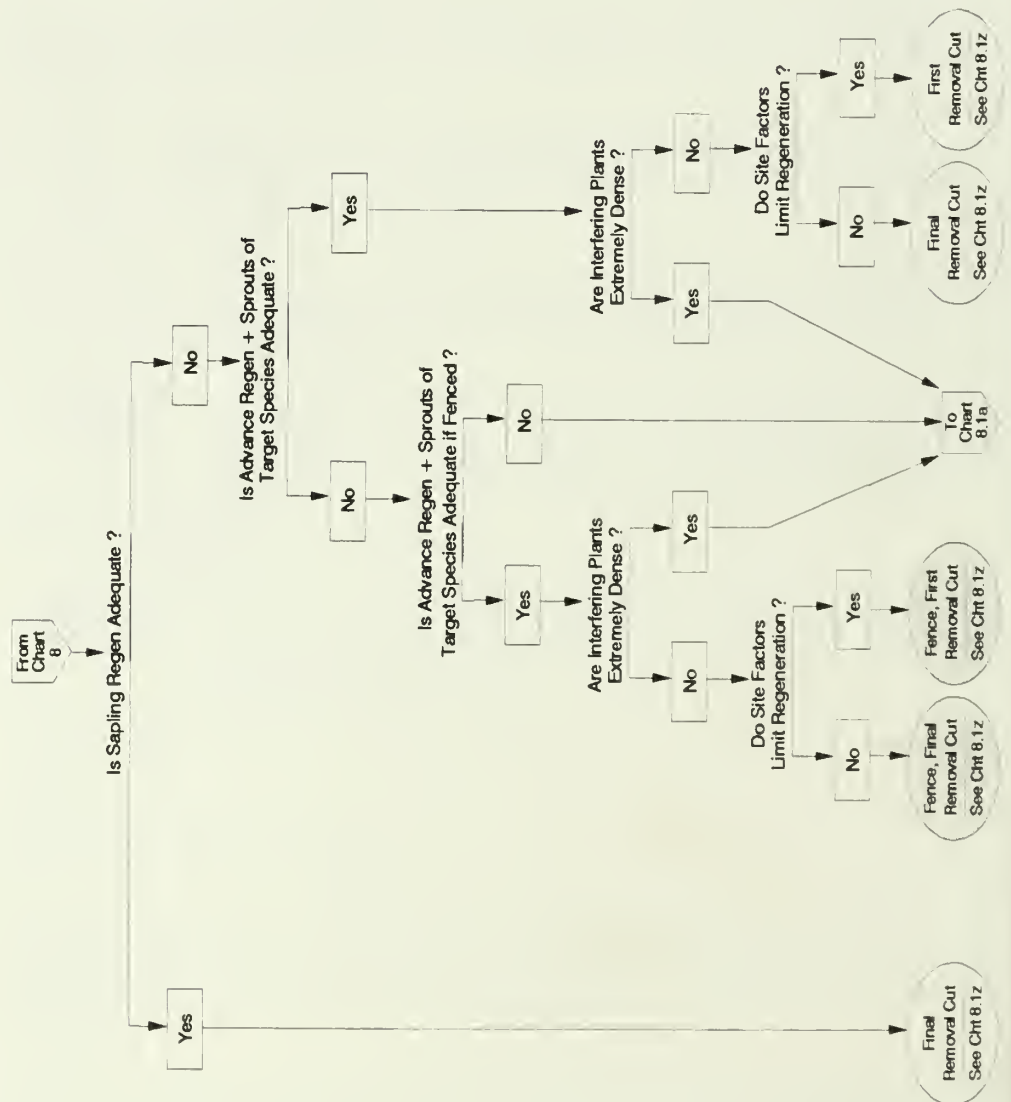 From
Chart
8
Is Sapling Regen Adequate ?
Yes
No
Is Advance Regen + Sprouts of
Target Species Adequate ?
No
Yes
Is Advance Regen + Sprouts of
Target Species Adequate if Fenced ?
Yes
No
Are Interfering Plants
Extremely Dense ?
No
Yes
Are Interfering Plants
Extremely Dense ?
Yes
No
Do Site Factors
Limit Regeneration ?
No
Yes
Do Site Factors
Limit Regeneration ?
No
Yes
Final
Removal Cut
See Cht 8.1z
Fence, Final
Removal Cut
See Cht 8.1z
Fence, First
Removal Cut
See Cht 8.1z
To
Chart
8.1a
Final
Removal Cut
See Cht 8.1z
First
Removal Cut
See Cht 8.1z